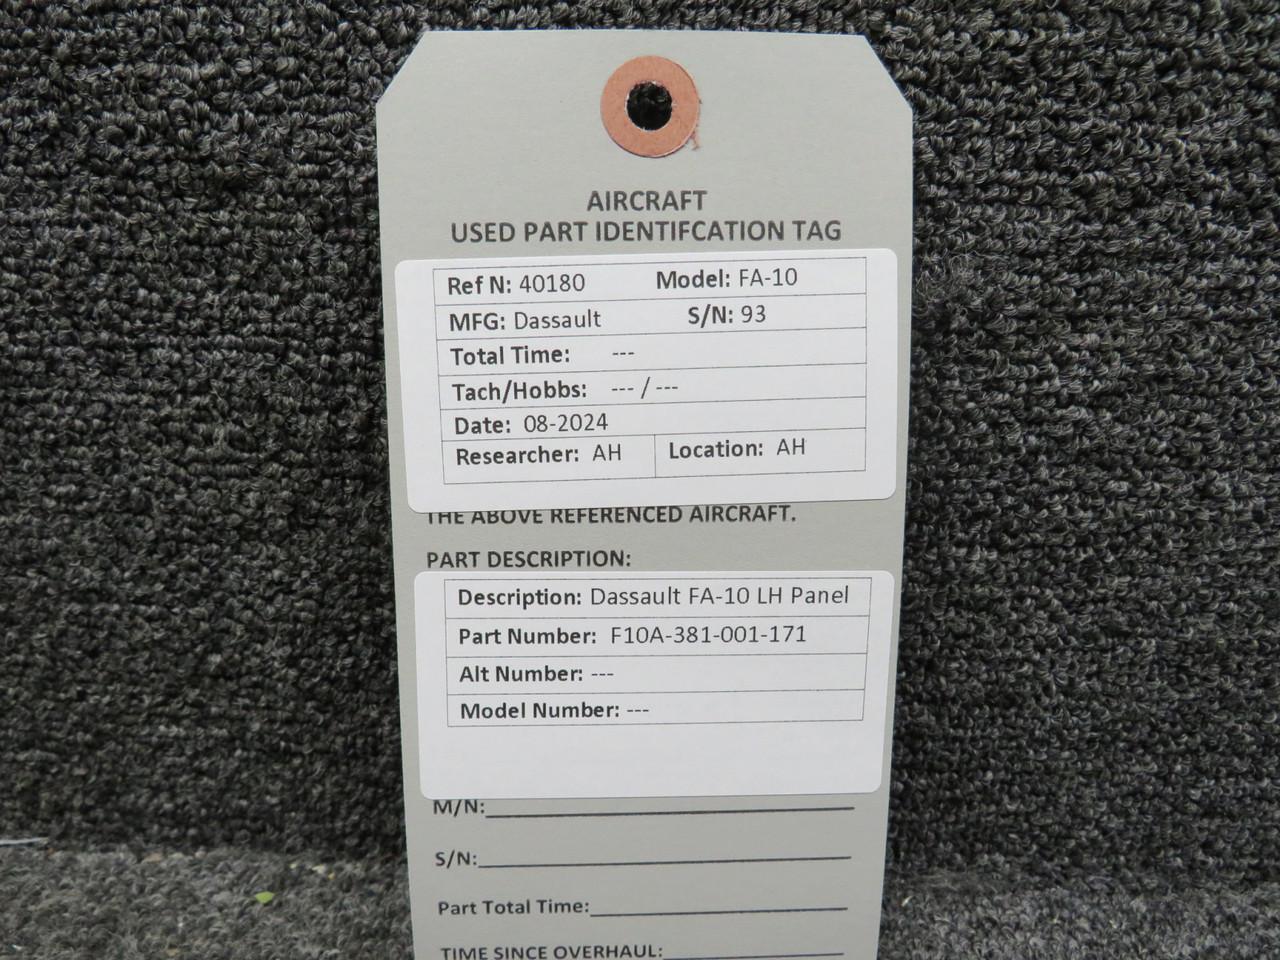 AIRCRAFT
USED PART IDENTIFCATION TAG
Ref N: 40180 Model: FA-10
MFG: Dassault S/N: 93
Total Time: ---
Tach/Hobbs: --- / ---
Date: 08-2024
Researcher: AH Location: AH
THE ABOVE REFERENCED AIRCRAFT.
PART DESCRIPTION:
Description: Dassault FA-10 LH Panel
Part Number: F10A-381-001-171
Alt Number: ---
Model Number: ---
M/N:
S/N:
Part Total Time:
TIME SINCE OVERHAUL: